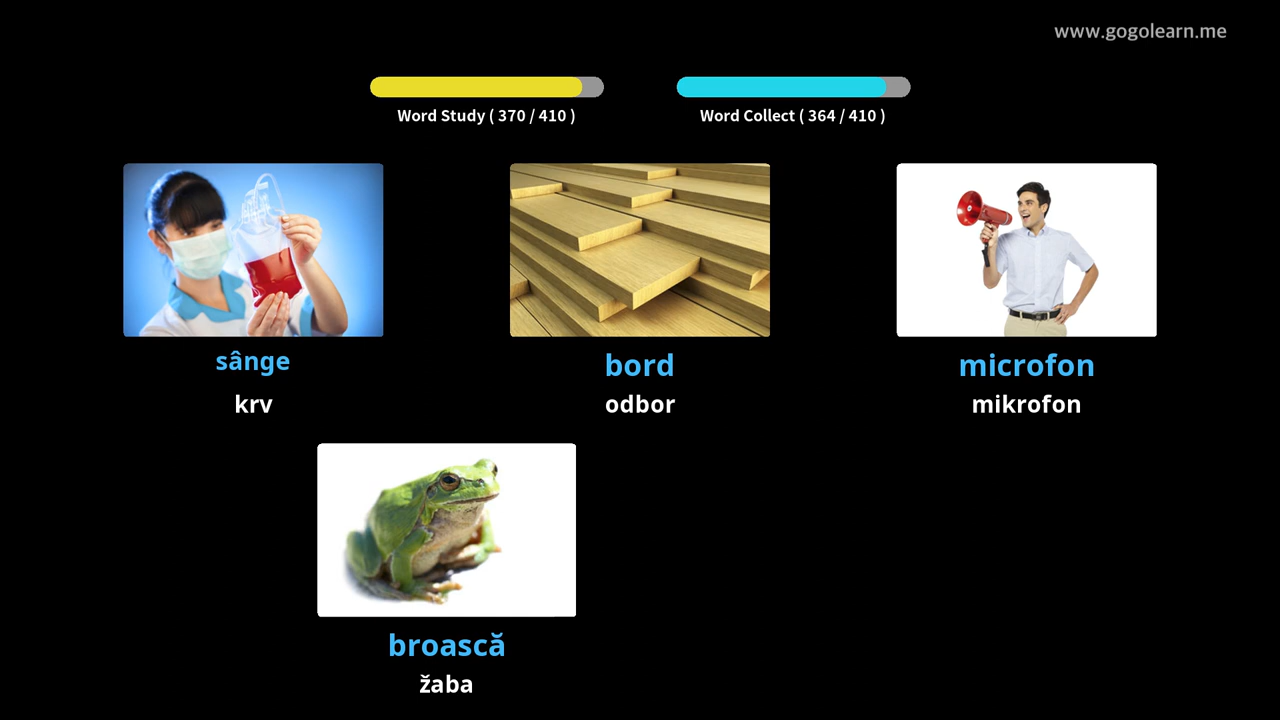 www.gogolearn.me
Word Study ( 370 / 410 )
Word Collect ( 364 / 410 )
sânge
krv
bord
odbor
microfon
mikrofon
broască
žaba